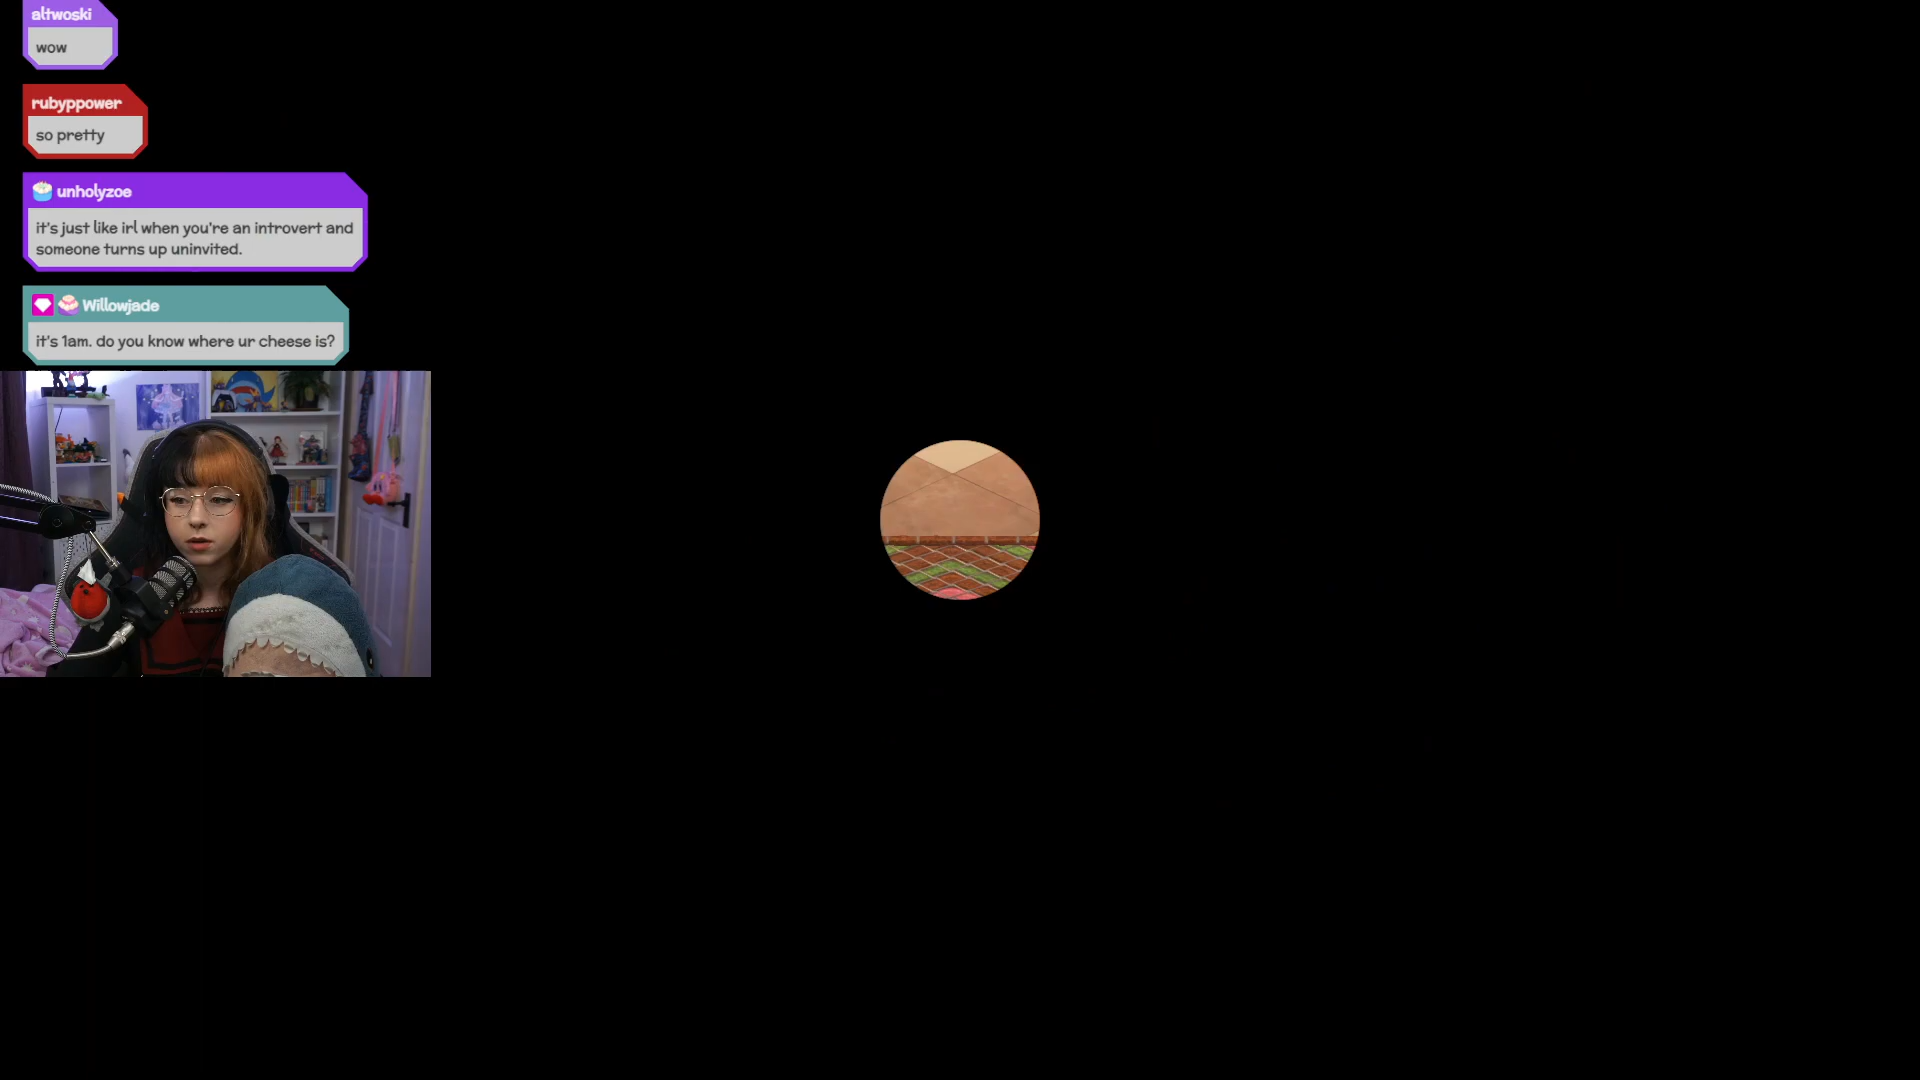 altwoski
wow
rubyppower
so pretty
unholyzoe
it's just like irl when you're an introvert and
someone turns up uninvited.
Willowjade
it's 1am. do you know where ur cheese is?